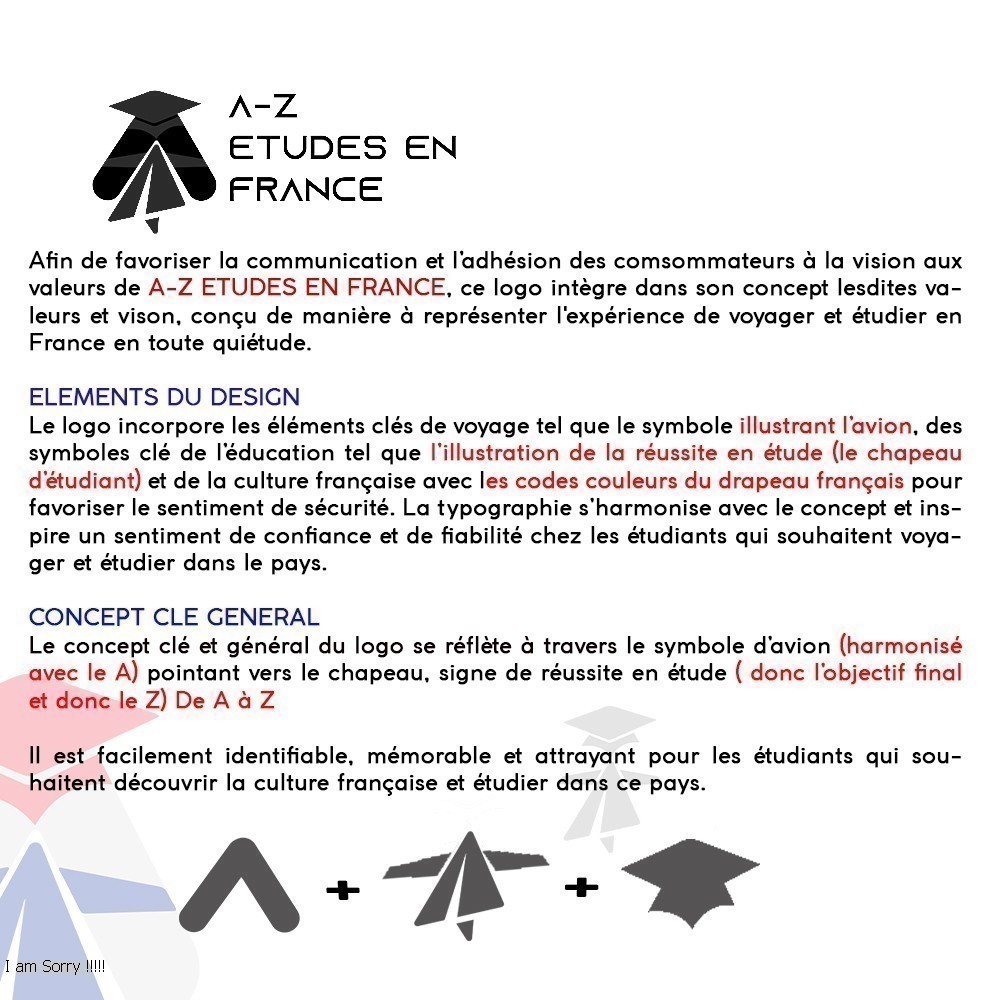 A-Z
ETUDES EN
FRANCE
Afin de favoriser la communication et l'adhésion des comsommateurs à la vision aux
valeurs de A-Z ETUDES EN FRANCE, ce logo intègre dans son concept lesdites va-
leurs et vison, conçu de manière à représenter l'expérience de voyager et étudier en
France en toute quiétude.
ELEMENTS DU DESIGN
Le logo incorpore les éléments clés de voyage tel que le symbole illustrant l'avion, des
symboles clé de l'éducation tel que l'illustration de la réussite en étude (le chapeau
d'étudiant) et de la culture française avec les codes couleurs du drapeau français pour
favoriser le sentiment de sécurité. La typographie s'harmonise avec le concept et ins-
pire un sentiment de confiance et de fiabilité chez les étudiants qui souhaitent voya-
ger et étudier dans le pays.
CONCEPT CLE GENERAL
Le concept clé et général du logo se réflète à travers le symbole d'avion (harmonisé
avec le A) pointant vers le chapeau, signe de réussite en étude ( donc l'objectif final
et donc le Z) De A à Z
Il est facilement identifiable, mémorable et attrayant pour les étudiants qui sou-
haitent découvrir la culture française et étudier dans ce pays.
+ +
I am Sorry !!!!!